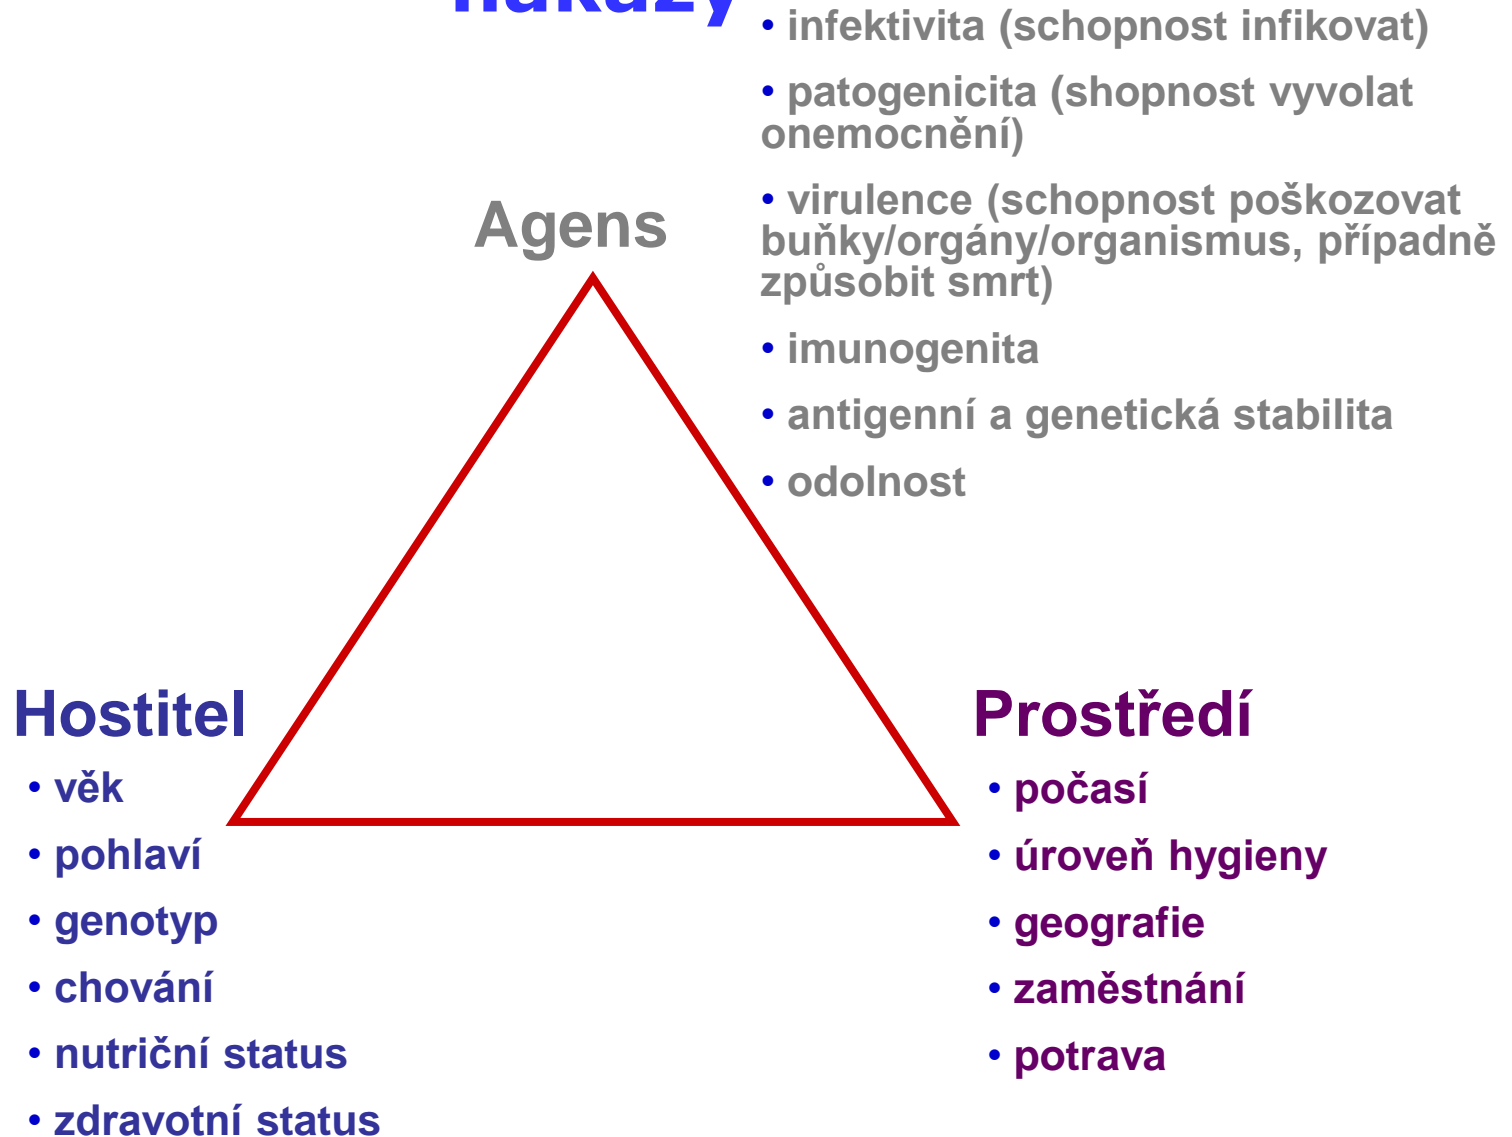 nákazy
• infektivita (schopnost infikovat)
• patogenicita (shopnost vyvolat
onemocnění)
• virulence (schopnost poškozovat
buňky/orgány/organismus, případně
způsobit smrt)
• imunogenita
• antigenní a genetická stabilita
• odolnost
Agens
Hostitel
• věk
• pohlaví
• genotyp
• chování
• nutriční status
• zdravotní status
Prostředí
• počasí
• úroveň hygieny
• geografie
• zaměstnání
• potrava